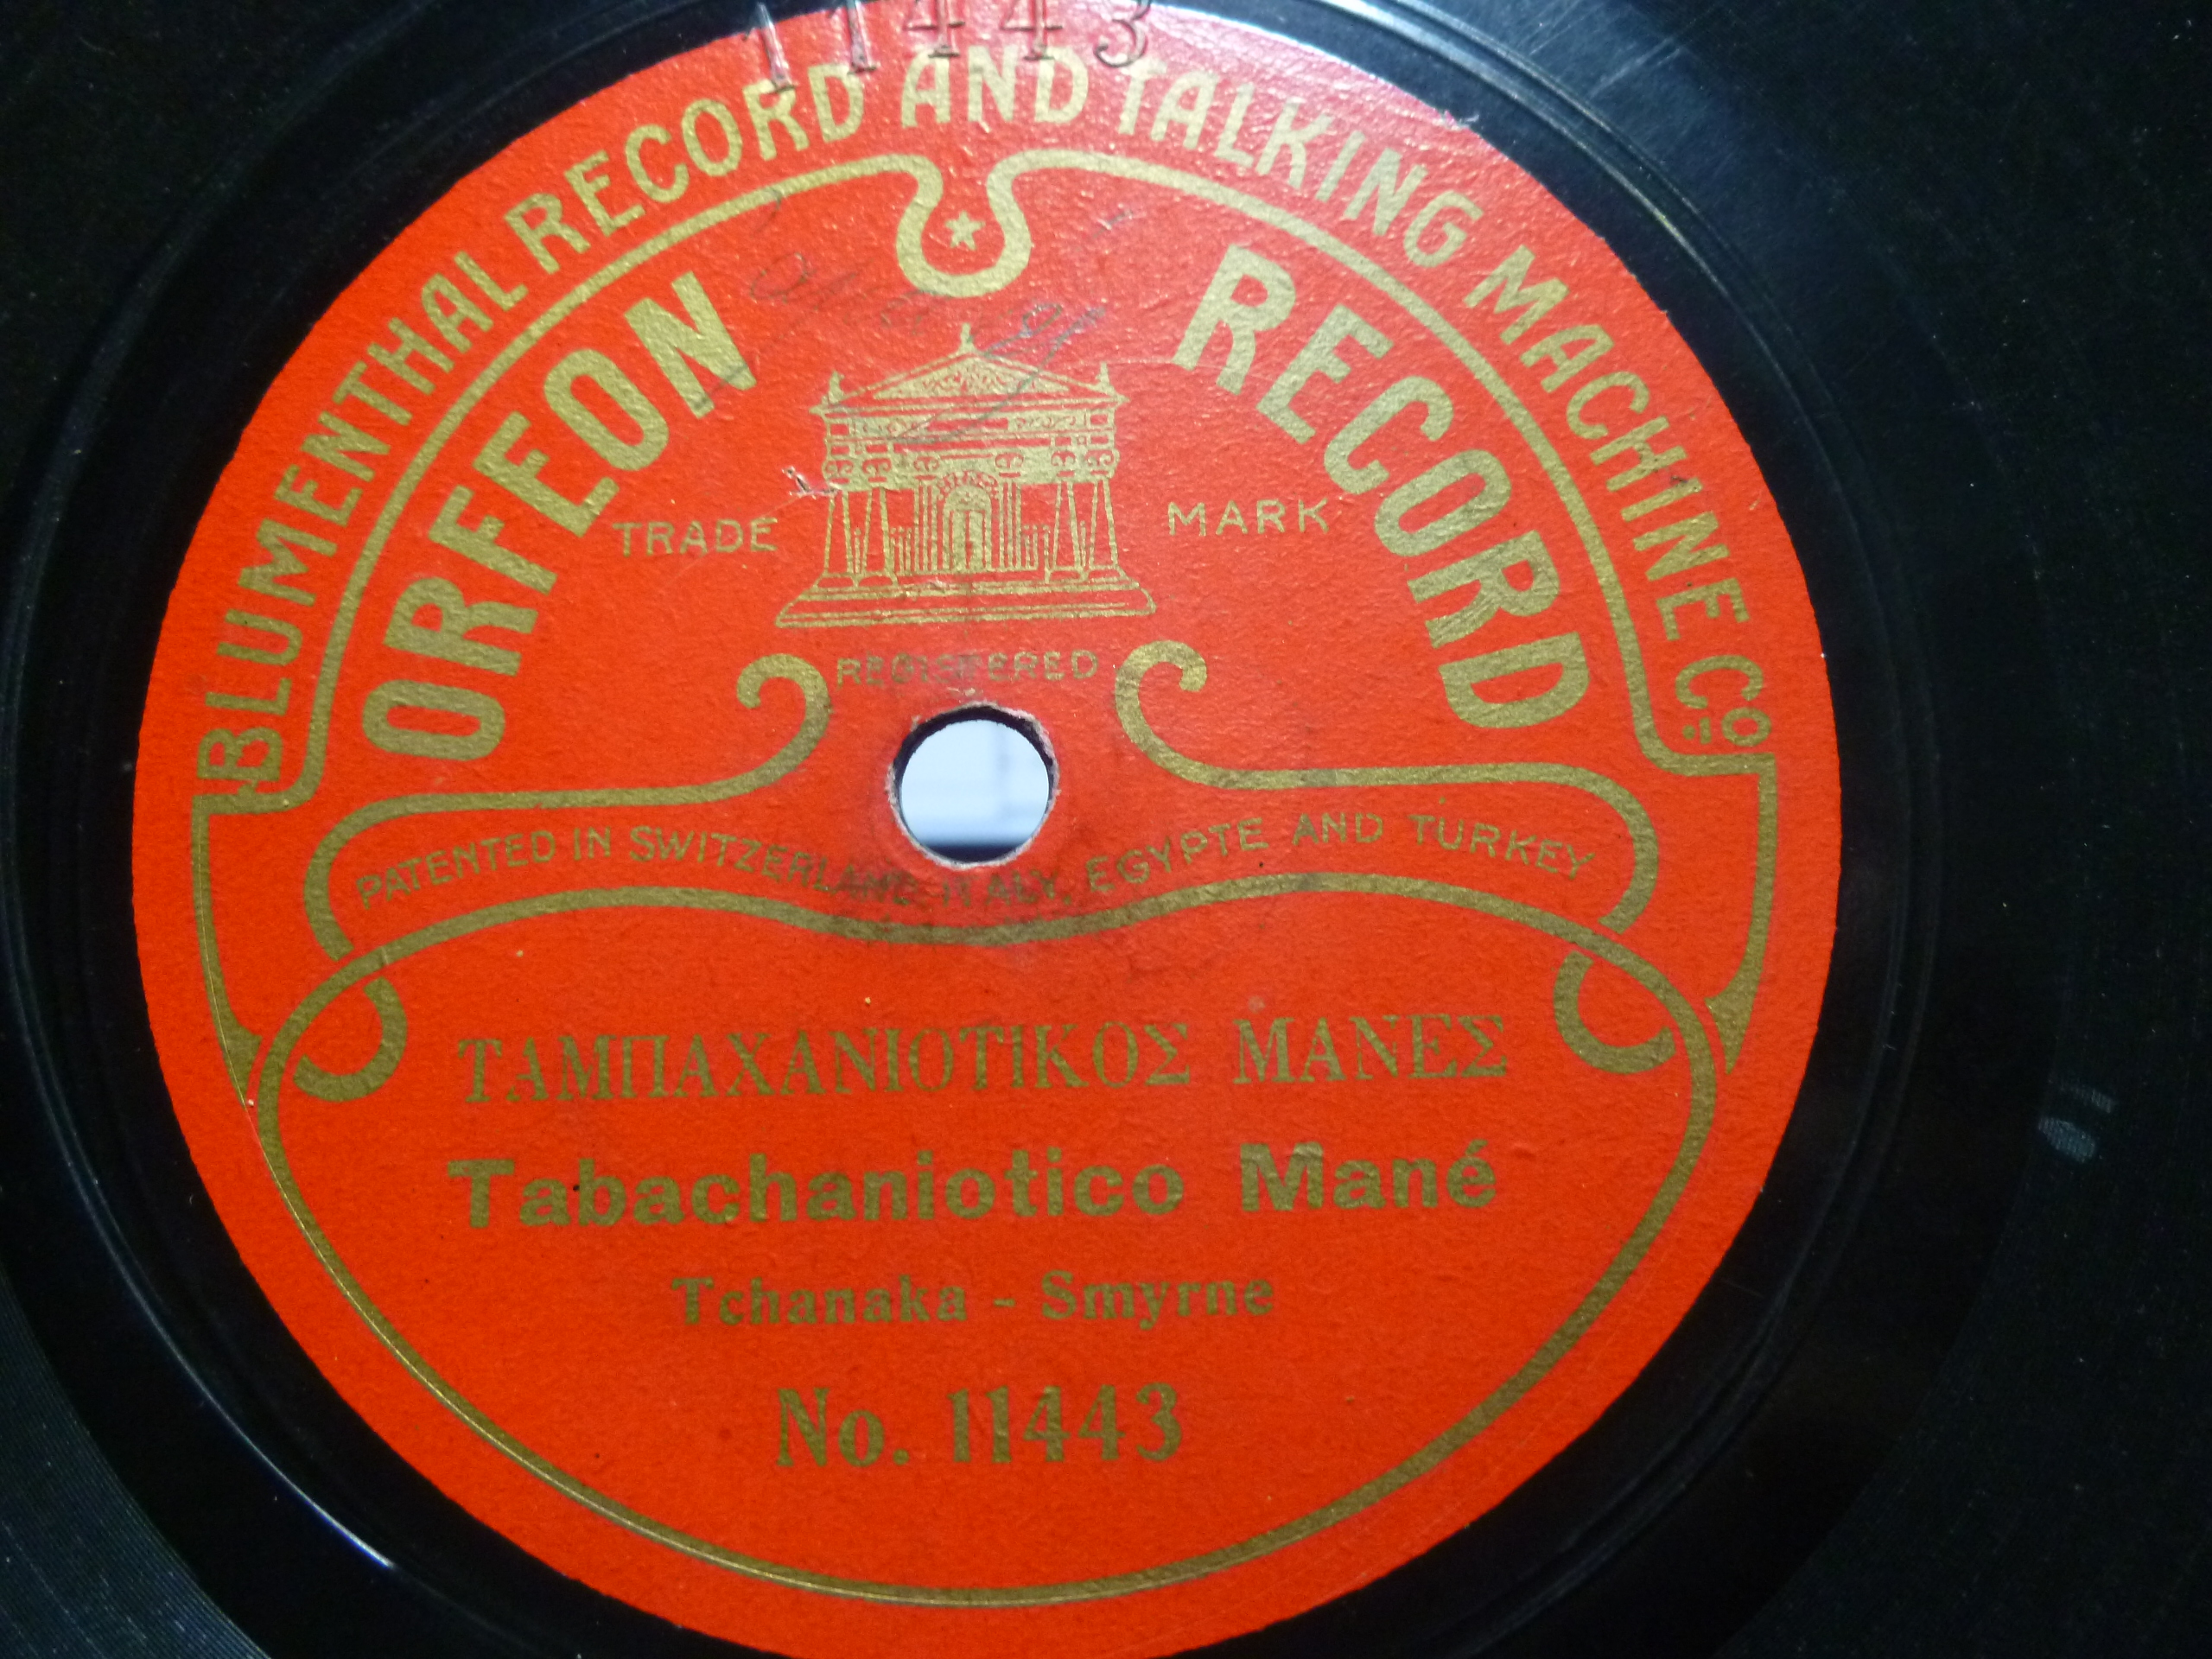 11443
BLUMENTHAL RECORD AND TALKING MACHINE Cº
ORFEON RECORD
TRADE MARK
REGISTERED
PATENTED IN SWITZERLAND, ITALY, EGYPTE AND TURKEY
ΤΑΜΠΑΧΑΝΙΟΤΙΚΟΣ ΜΑΝΕΣ
Tabachaniotico Mané
Tchanaka - Smyrne
No. 11443